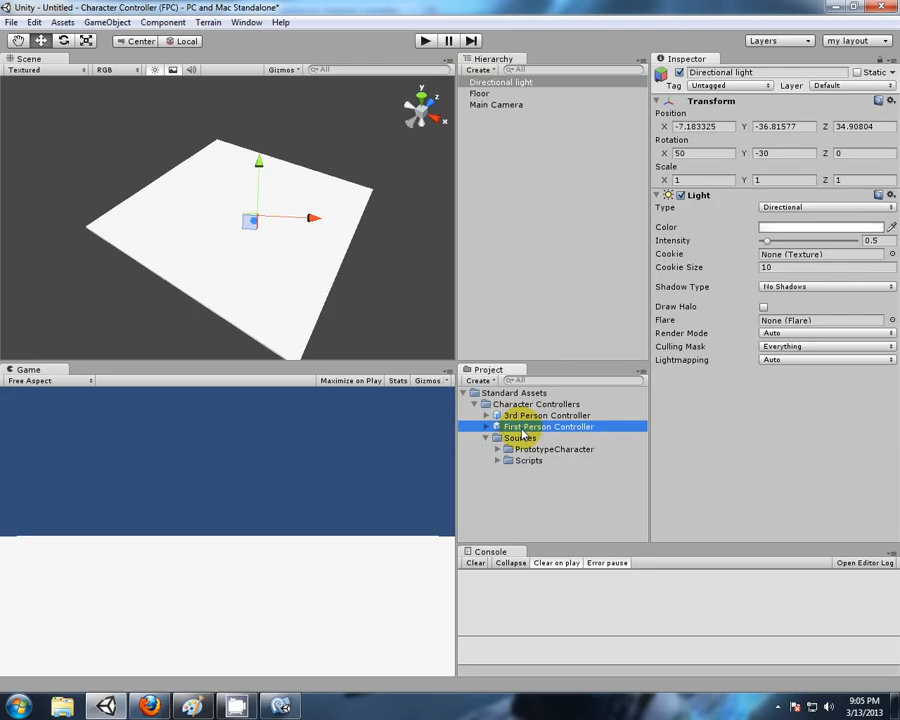 Unity - Untitled - Character Controller (FPC) - PC and Mac Standalone*
File Edit Assets GameObject Component Terrain Window Help
Center Local Layers my layout
Scene
Textured RGB Gizmos All
y
z
x
Hierarchy
Create All
Directional light
Floor
Main Camera
Inspector
Directional light Static
Tag Untagged Layer Default
Transform
Position
X -7.183325 Y -36.81577 Z 34.90804
Rotation
X 50 Y -30 Z 0
Scale
X 1 Y 1 Z 1
Light
Type Directional
Color
Intensity 0.5
Cookie None (Texture)
Cookie Size 10
Shadow Type No Shadows
Draw Halo
Flare None (Flare)
Render Mode Auto
Culling Mask Everything
Lightmapping Auto
Game
Free Aspect Maximize on Play Stats Gizmos
Project
Create All
Standard Assets
Character Controllers
3rd Person Controller
First Person Controller
Sources
PrototypeCharacter
Scripts
Console
Clear Collapse Clear on play Error pause Open Editor Log
9:05 PM
3/13/2013